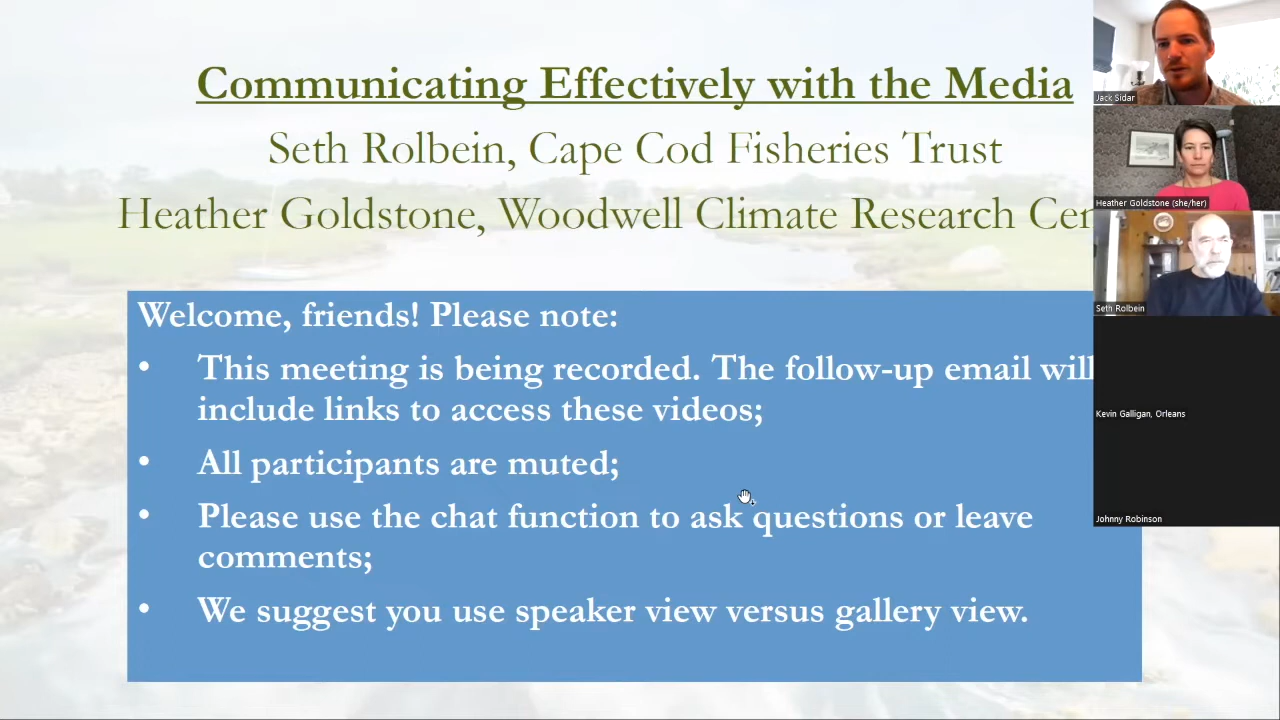 Communicating Effectively with the Media
Seth Rolbein, Cape Cod Fisheries Trust
Heather Goldstone, Woodwell Climate Research Cen
Welcome, friends! Please note:
• This meeting is being recorded. The follow-up email will
include links to access these videos;
• All participants are muted;
• Please use the chat function to ask questions or leave
comments;
• We suggest you use speaker view versus gallery view.
Jack Sidar
Heather Goldstone (she/her)
Seth Rolbein
Kevin Galligan, Orleans
Johnny Robinson